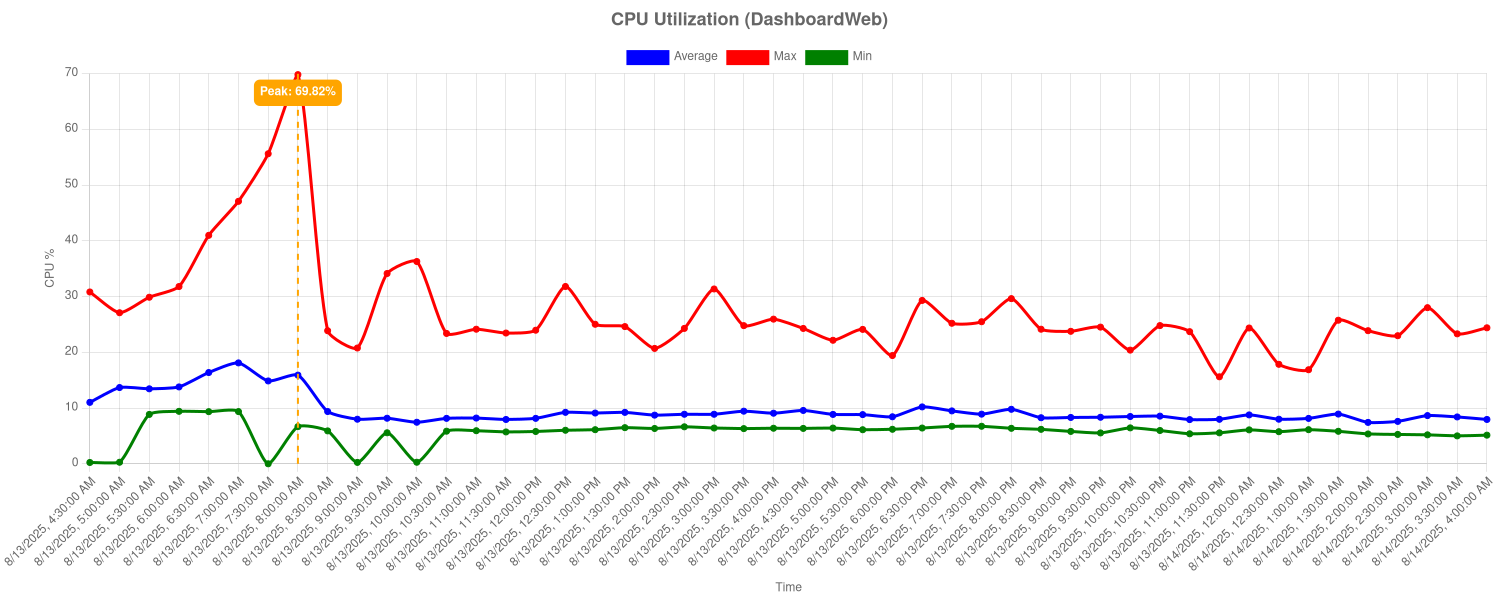 CPU Utilization (DashboardWeb)
Average Max Min
70
Peak: 69.82%
60
50
40
30
20
10
0
CPU %
8/13/2025, 4:30:00 AM
8/13/2025, 5:00:00 AM
8/13/2025, 5:30:00 AM
8/13/2025, 6:00:00 AM
8/13/2025, 6:30:00 AM
8/13/2025, 7:00:00 AM
8/13/2025, 7:30:00 AM
8/13/2025, 8:00:00 AM
8/13/2025, 8:30:00 AM
8/13/2025, 9:00:00 AM
8/13/2025, 9:30:00 AM
8/13/2025, 10:00:00 AM
8/13/2025, 10:30:00 AM
8/13/2025, 11:00:00 AM
8/13/2025, 11:30:00 AM
8/13/2025, 12:00:00 PM
8/13/2025, 12:30:00 PM
8/13/2025, 1:00:00 PM
8/13/2025, 1:30:00 PM
8/13/2025, 2:00:00 PM
8/13/2025, 2:30:00 PM
8/13/2025, 3:00:00 PM
8/13/2025, 3:30:00 PM
8/13/2025, 4:00:00 PM
8/13/2025, 4:30:00 PM
8/13/2025, 5:00:00 PM
8/13/2025, 5:30:00 PM
8/13/2025, 6:00:00 PM
8/13/2025, 6:30:00 PM
8/13/2025, 7:00:00 PM
8/13/2025, 7:30:00 PM
8/13/2025, 8:00:00 PM
8/13/2025, 8:30:00 PM
8/13/2025, 9:00:00 PM
8/13/2025, 9:30:00 PM
8/13/2025, 10:00:00 PM
8/13/2025, 10:30:00 PM
8/13/2025, 11:00:00 PM
8/13/2025, 11:30:00 PM
8/14/2025, 12:00:00 AM
8/14/2025, 12:30:00 AM
8/14/2025, 1:00:00 AM
8/14/2025, 1:30:00 AM
8/14/2025, 2:00:00 AM
8/14/2025, 2:30:00 AM
8/14/2025, 3:00:00 AM
8/14/2025, 3:30:00 AM
8/14/2025, 4:00:00 AM
Time